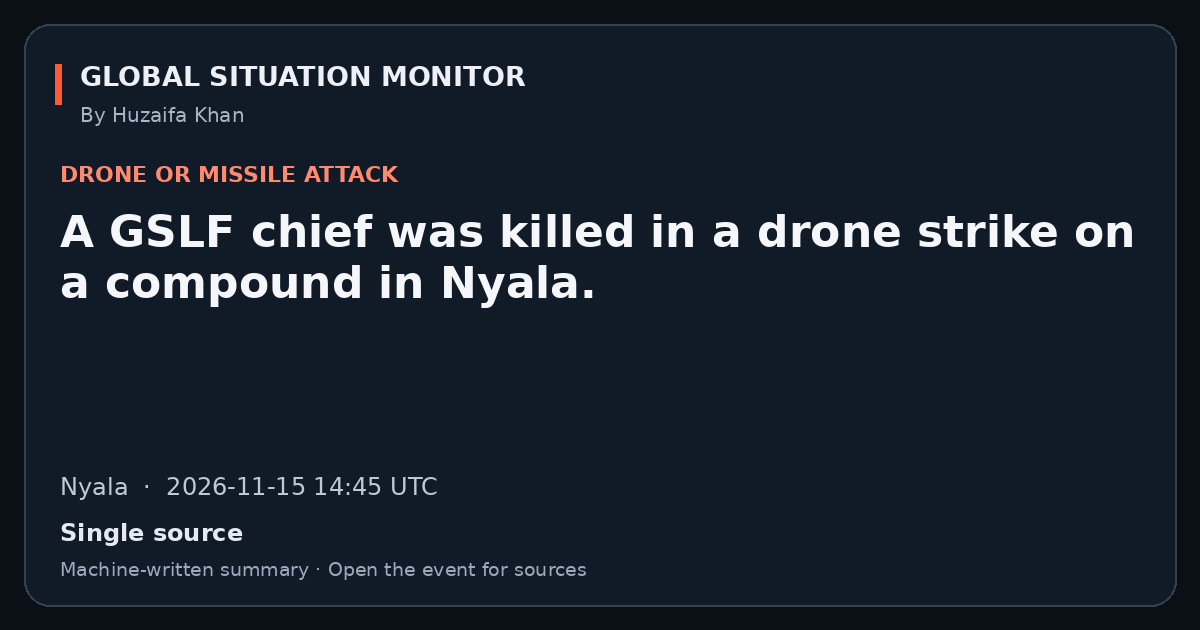 GLOBAL SITUATION MONITOR
By Huzaifa Khan
DRONE OR MISSILE ATTACK
A GSLF chief was killed in a drone strike on
a compound in Nyala.
Nyala · 2026-11-15 14:45 UTC
Single source
Machine-written summary · Open the event for sources